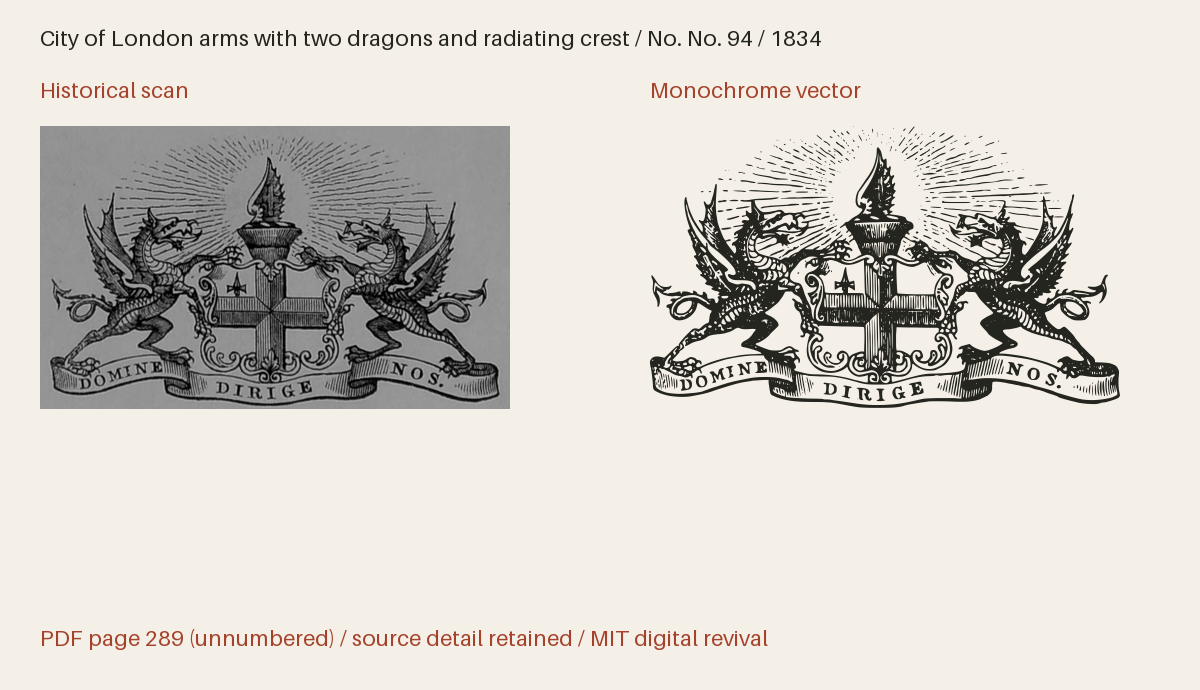 City of London arms with two dragons and radiating crest / No. No. 94 / 1834
Historical scan
Monochrome vector
DOMINE DIRIGE NOS.
DOMINE DIRIGE NOS.
PDF page 289 (unnumbered) / source detail retained / MIT digital revival